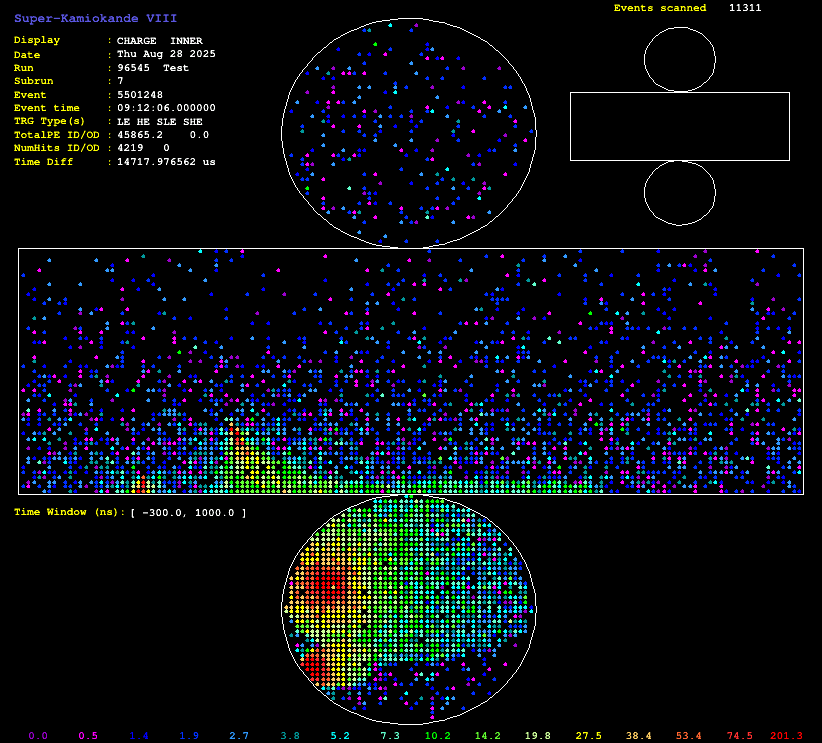 Super-Kamiokande VIII
Events scanned 11311
Display : CHARGE INNER
Date : Thu Aug 28 2025
Run : 96545 Test
Subrun : 7
Event : 5501248
Event time : 09:12:06.000000
TRG Type(s) : LE HE SLE SHE
TotalPE ID/OD : 45865.2 0.0
NumHits ID/OD : 4219 0
Time Diff : 14717.976562 us
Time Window (ns): [ -300.0, 1000.0 ]
0.0 0.5 1.4 1.9 2.7 3.8 5.2 7.3 10.2 14.2 19.8 27.5 38.4 53.4 74.5 201.3